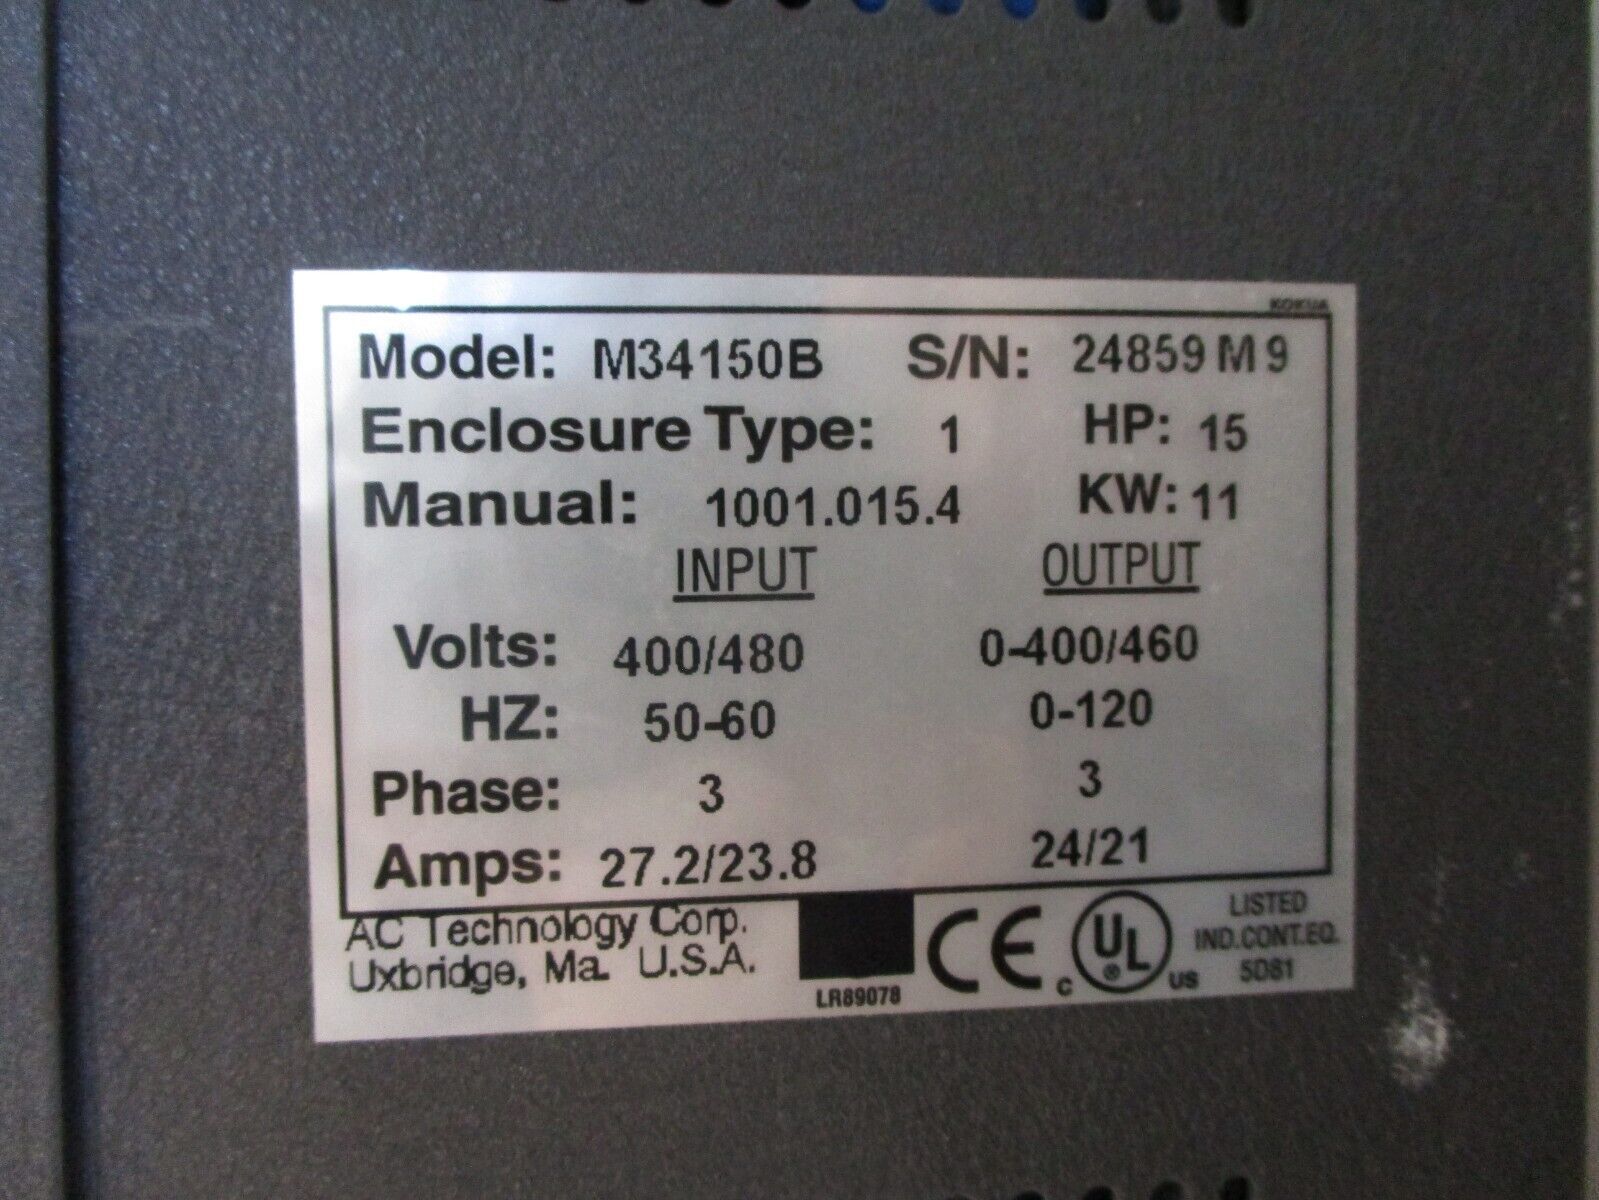 KOKUA
Model: M34150B S/N: 24859 M 9
Enclosure Type: 1 HP: 15
Manual: 1001.015.4 KW: 11
INPUT OUTPUT
Volts: 400/480 0-400/460
HZ: 50-60 0-120
Phase: 3 3
Amps: 27.2/23.8 24/21
AC Technology Corp.
Uxbridge, Ma. U.S.A.
LR89078
CE
C UL ® US
LISTED
IND.CONT.EQ.
5D81